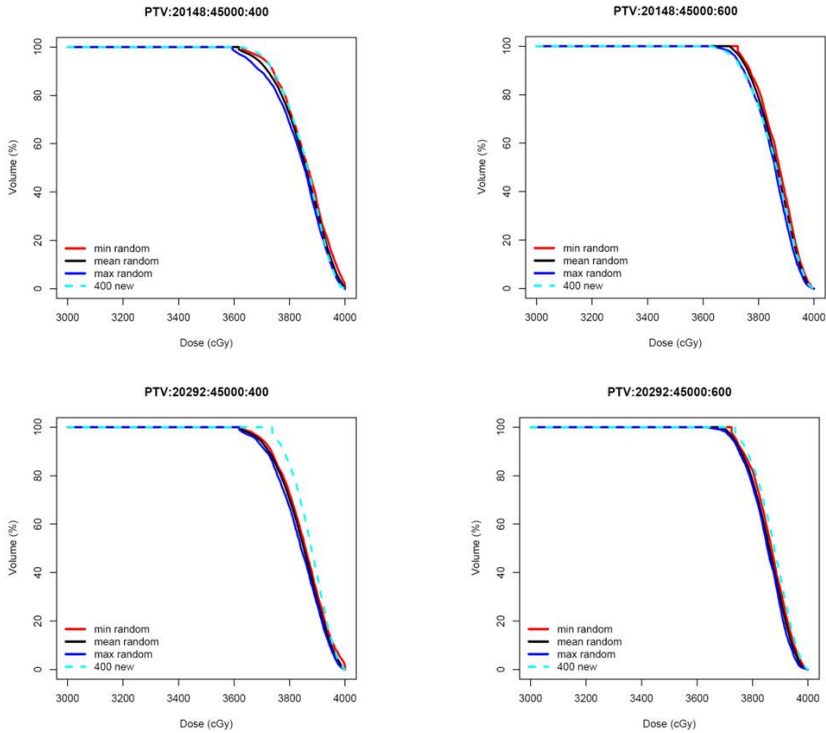 PTV:20148:45000:400
Volume (%)
100
80
60
40
20
0
min random
mean random
max random
400 new
3000 3200 3400 3600 3800 4000
Dose (cGy)
PTV:20148:45000:600
Volume (%)
100
80
60
40
20
0
min random
mean random
max random
400 new
3000 3200 3400 3600 3800 4000
Dose (cGy)
PTV:20292:45000:400
Volume (%)
100
80
60
40
20
0
min random
mean random
max random
400 new
3000 3200 3400 3600 3800 4000
Dose (cGy)
PTV:20292:45000:600
Volume (%)
100
80
60
40
20
0
min random
mean random
max random
400 new
3000 3200 3400 3600 3800 4000
Dose (cGy)